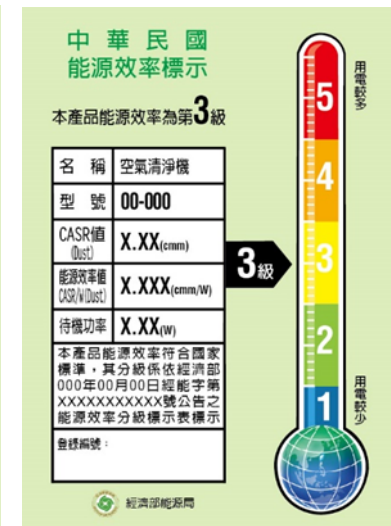 中華民國
能源效率標示
本產品能源效率為第3級
名稱 空氣清淨機
型號 00-000
CASR值
(Dust)
X.XX(cmm)
能源效率值
CASR/W(Dust)
X.XXX(cmm/W)
待機功率 X.XX(W)
本產品能源效率符合國家
標準，其分級係依經濟部
000年00月00日經能字第
XXXXXXXXXXXX號公告之
能源效率分級標示表標示
登錄編號：
經濟部能源局
3級
用電較多
5
4
3
2
1
用電較少